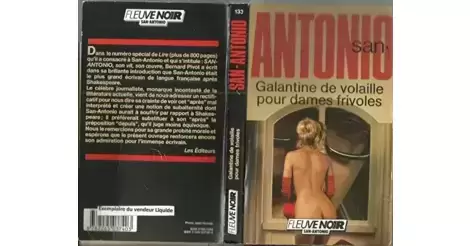 FLEUVE NOIR
SAN-ANTONIO
Dans le numéro spécial de Lire (plus de 800 pages)
qu'il a consacré à San-Antonio et qui s'intitule : SAN-
ANTONIO, son œuvre, Bernard Pivot a écrit
dans sa brillante introduction que San-Antonio était
le plus grand écrivain de langue française après
Shakespeare.
Le célèbre journaliste, monarque incontesté de la
littérature actuelle, vient de nous adresser un rectifi-
catif pour nous dire sa crainte de voir cet "après" mal
interprété et créer une notion de subalternité dont
San-Antonio aurait à souffrir par rapport à Shakes-
peare ; il préférerait substituer à son "après" la
préposition "depuis", qu'il juge moins équivoque.
Nous le remercions pour sa grande probité morale et
espérons que le présent ouvrage renforcera encore
son admiration pour l'immense écrivain.
Les Éditeurs
Exemplaire du vendeur Liquide
133
SAN-ANTONIO
Galantine de volaille
pour dames frivoles
FLEUVE NOIR
SAN-ANTONIO
san-
ANTONIO
Galantine de volaille
pour dames frivoles
FLEUVE NOIR
SAN-ANTONIO